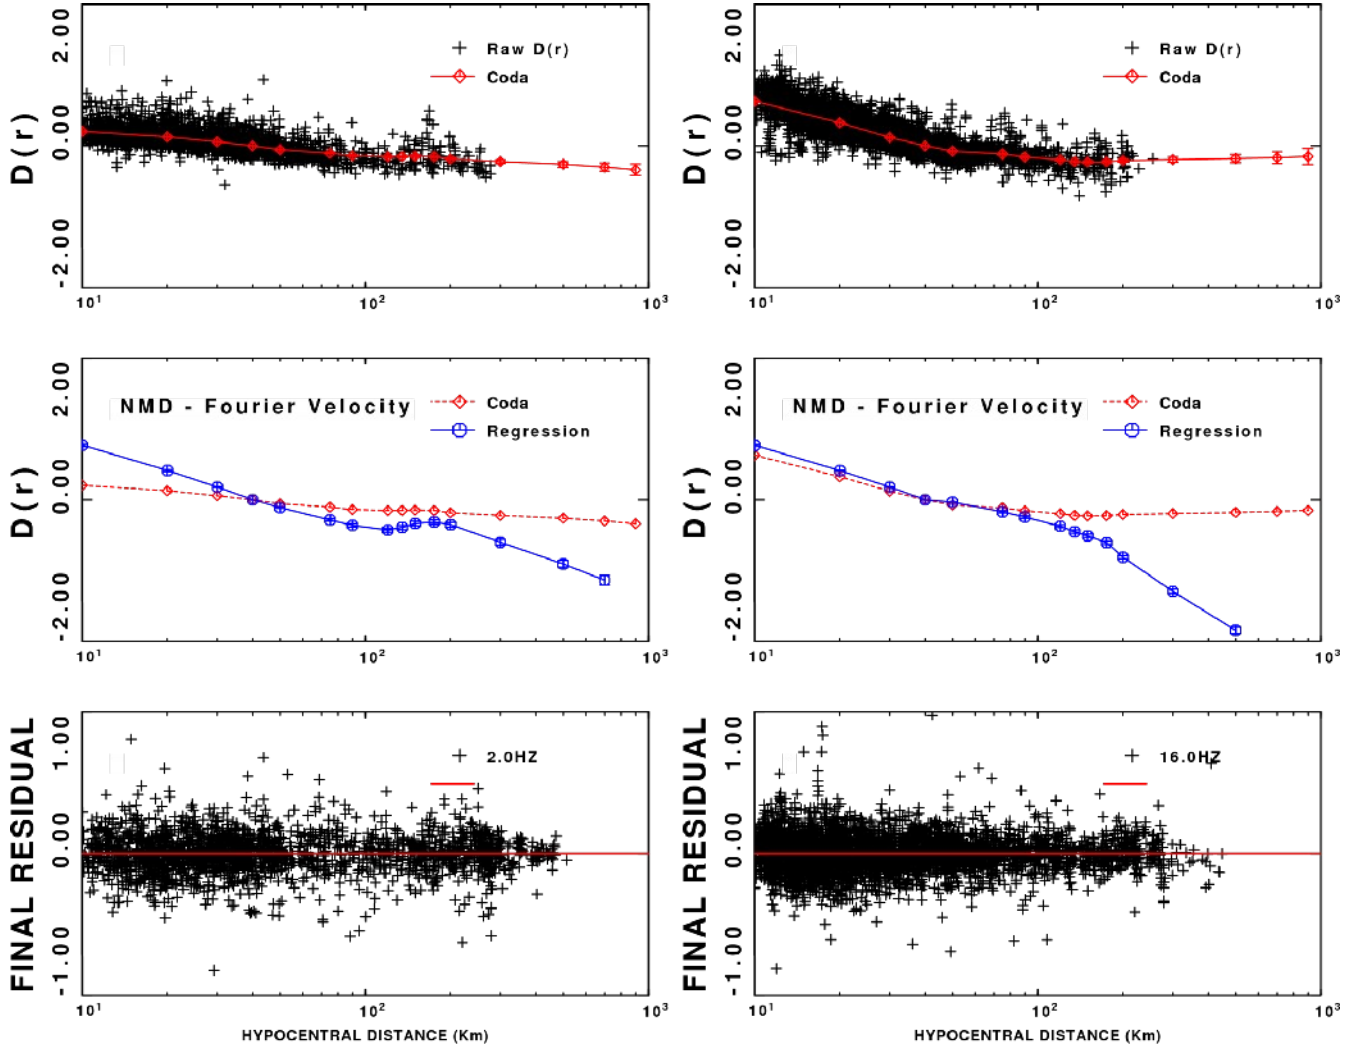 2.00
0.00
-2.00
D(r)
Raw D(r)
Coda
10¹
10²
10³
2.00
0.00
-2.00
D(r)
Raw D(r)
Coda
10¹
10²
10³
2.00
0.00
-2.00
D(r)
NMD - Fourier Velocity
Coda
Regression
10¹
10²
10³
2.00
0.00
-2.00
D(r)
NMD - Fourier Velocity
Coda
Regression
10¹
10²
10³
1.00
0.00
-1.00
FINAL RESIDUAL
2.0HZ
10¹
10²
10³
HYPOCENTRAL DISTANCE (Km)
1.00
0.00
-1.00
FINAL RESIDUAL
16.0HZ
10¹
10²
10³
HYPOCENTRAL DISTANCE (Km)